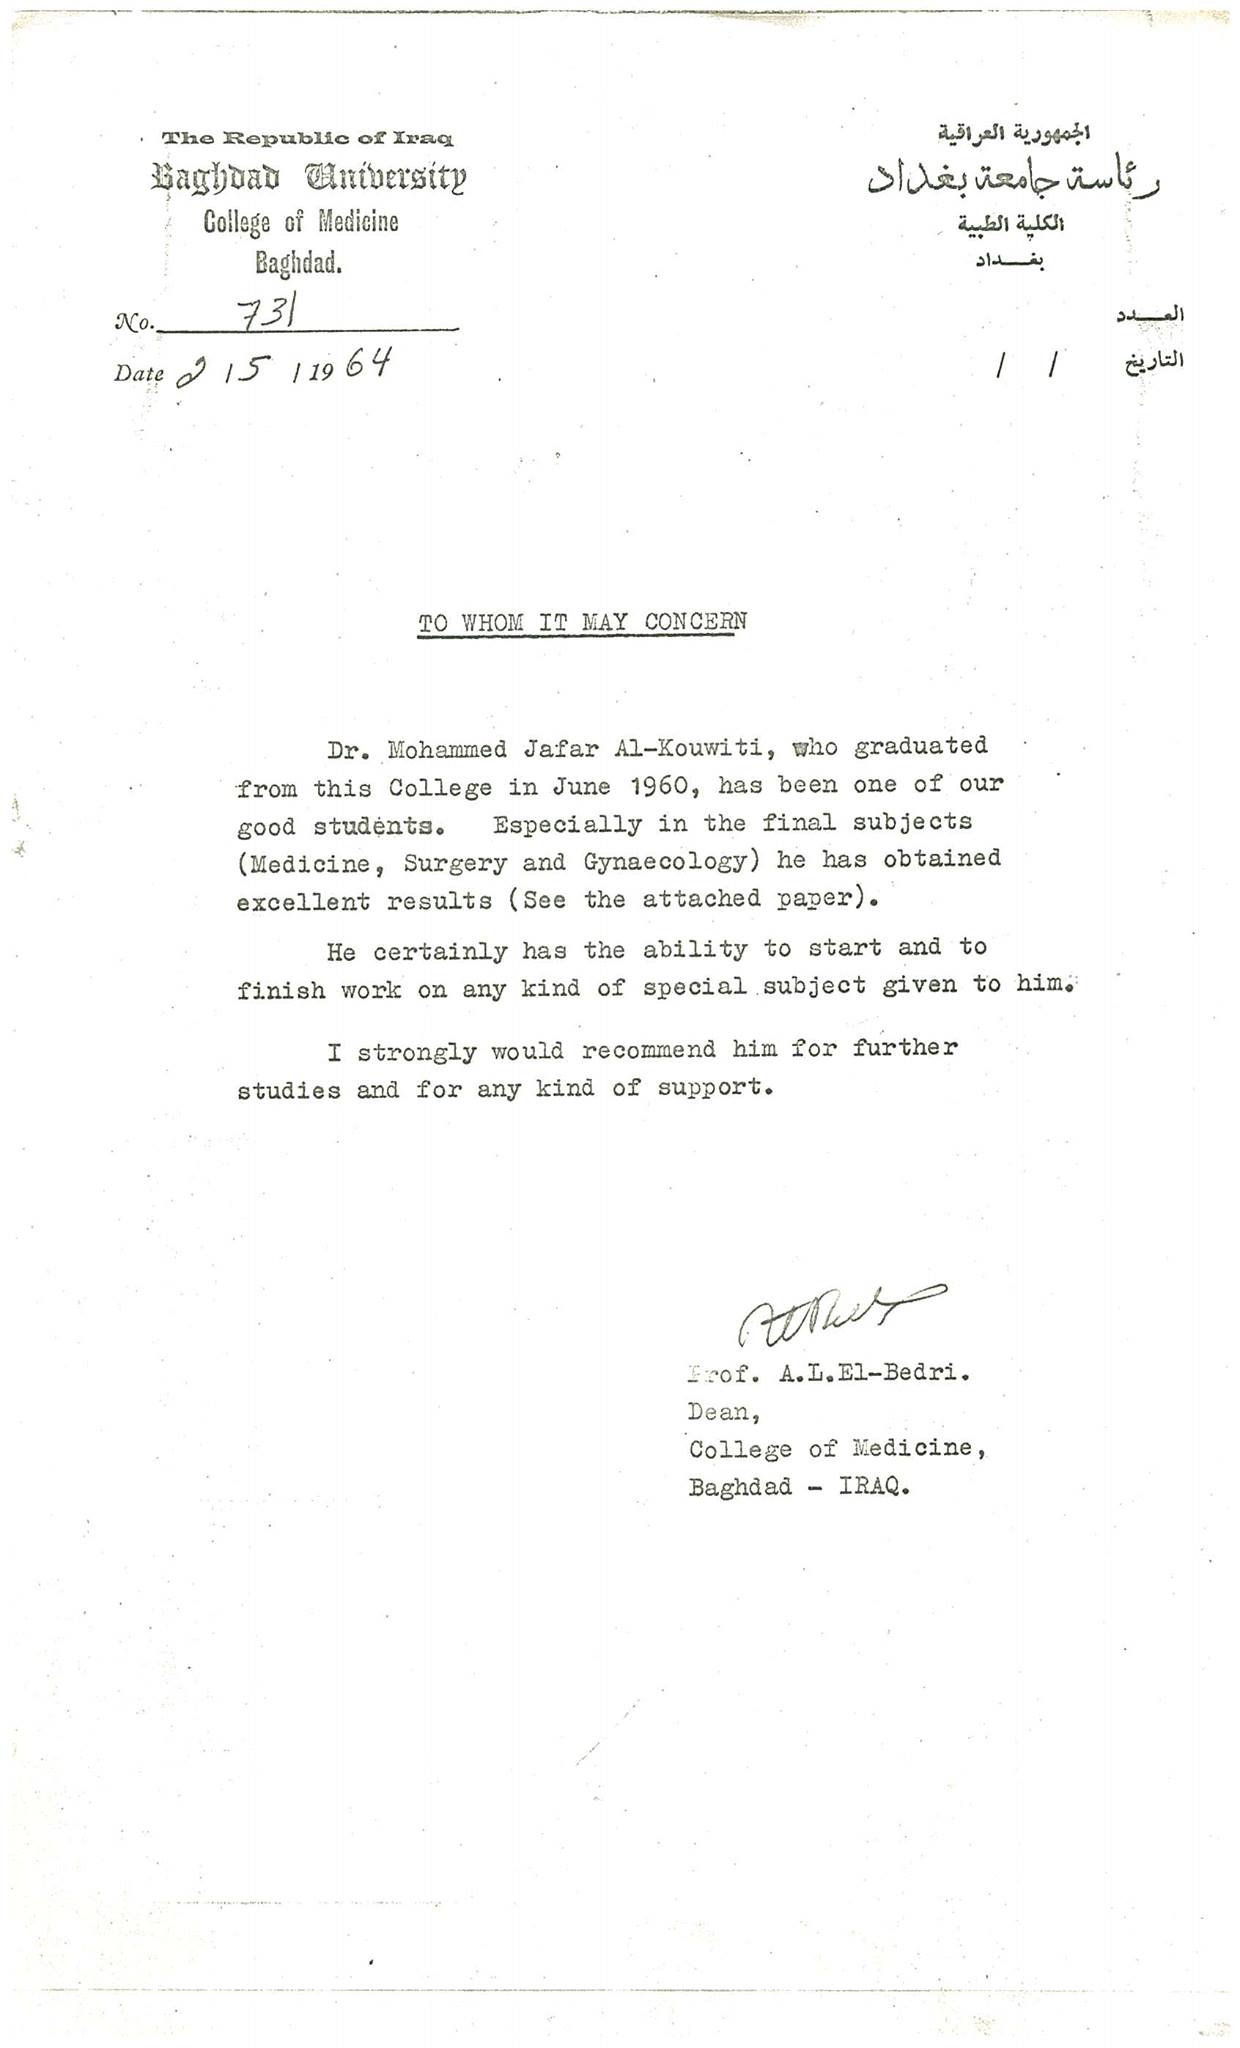 The Republic of Iraq
Baghdad University
College of Medicine
Baghdad.
No. 731
Date 2 / 5 / 1964
الجمهورية العراقية
رئاسة جامعة بغداد
الكلية الطبية
بغـــداد
العـــدد
التاريخ / /
TO WHOM IT MAY CONCERN
Dr. Mohammed Jafar Al-Kouwiti, who graduated
from this College in June 1960, has been one of our
good students. Especially in the final subjects
(Medicine, Surgery and Gynaecology) he has obtained
excellent results (See the attached paper).
He certainly has the ability to start and to
finish work on any kind of special subject given to him.
I strongly would recommend him for further
studies and for any kind of support.
Prof. A.L.El-Bedri.
Dean,
College of Medicine,
Baghdad - IRAQ.